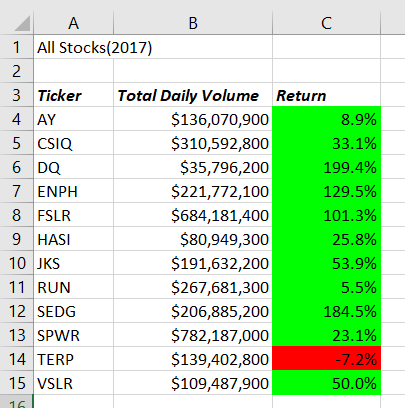 A B C
1 All Stocks(2017)
2
3 Ticker Total Daily Volume Return
4 AY $136,070,900 8.9%
5 CSIQ $310,592,800 33.1%
6 DQ $35,796,200 199.4%
7 ENPH $221,772,100 129.5%
8 FSLR $684,181,400 101.3%
9 HASI $80,949,300 25.8%
10 JKS $191,632,200 53.9%
11 RUN $267,681,300 5.5%
12 SEDG $206,885,200 184.5%
13 SPWR $782,187,000 23.1%
14 TERP $139,402,800 -7.2%
15 VSLR $109,487,900 50.0%
16